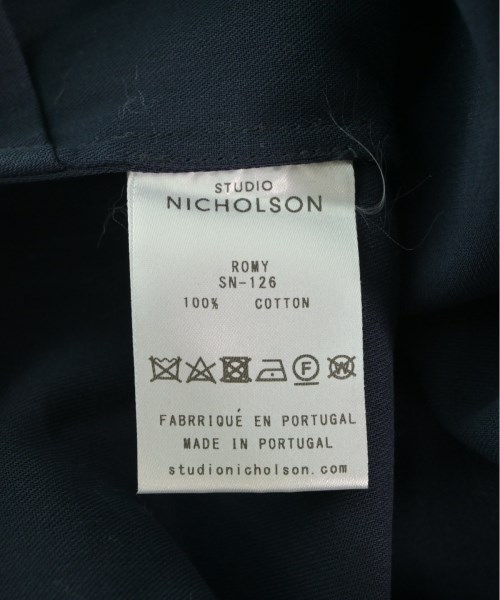 STUDIO
NICHOLSON
ROMY
SN-126
100% COTTON
FABRRIQUÉ EN PORTUGAL
MADE IN PORTUGAL
studionicholson.com